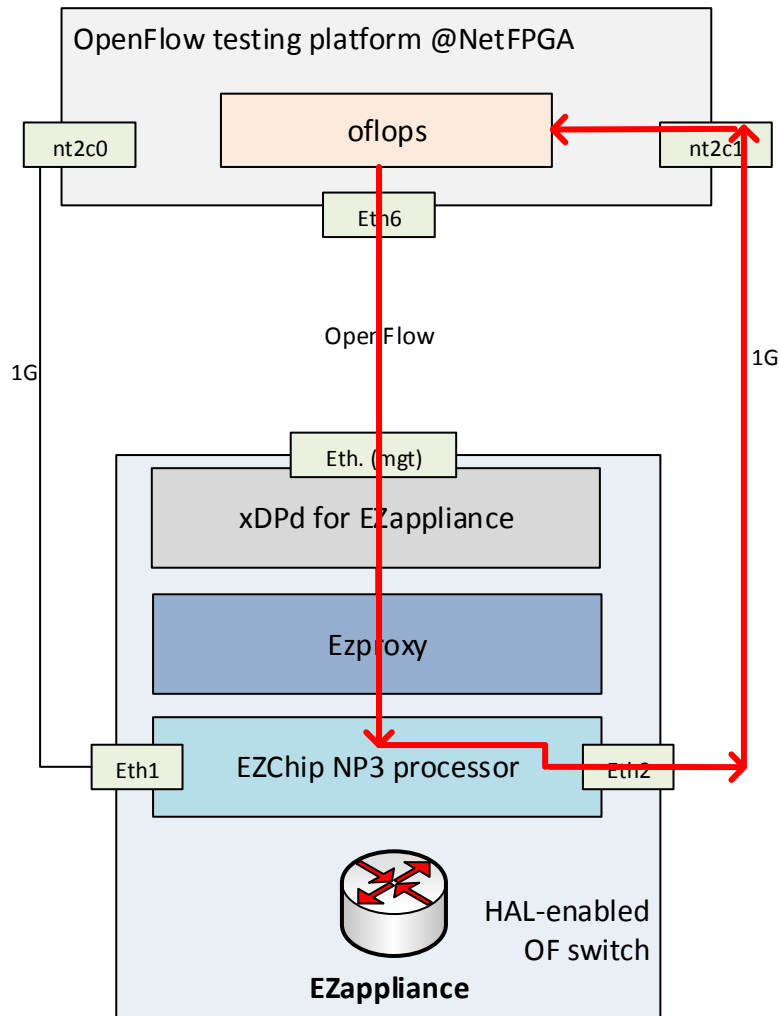 OpenFlow testing platform @NetFPGA
oflops
nt2c0
nt2c1
Eth6
OpenFlow
1G
1G
Eth. (mgt)
xDPd for EZappliance
Ezproxy
EZChip NP3 processor
Eth1
Eth2
HAL-enabled
OF switch
EZappliance